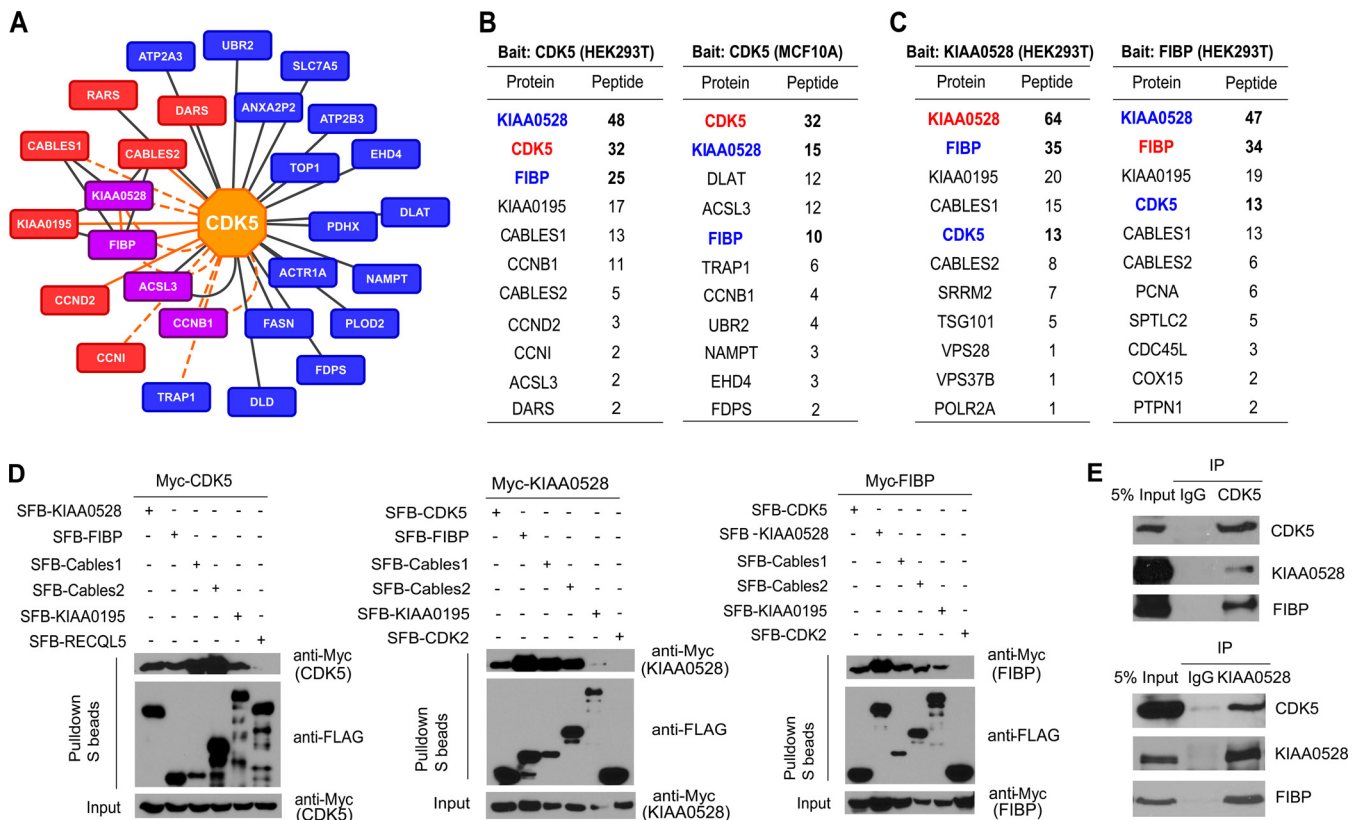 A
UBR2
ATP2A3
SLC7A5
RARS
DARS
ANXA2P2
ATP2B3
CABLES1
CABLES2
EHD4
TOP1
KIAA0528
CDK5
DLAT
KIAA0195
PDHX
FIBP
ACTR1A
NAMPT
ACSL3
CCND2
CCNB1
FASN
PLOD2
CCNI
FDPS
TRAP1
DLD
B
Bait: CDK5 (HEK293T)
Protein Peptide
KIAA0528 48
CDK5 32
FIBP 25
KIAA0195 17
CABLES1 13
CCNB1 11
CABLES2 5
CCND2 3
CCNI 2
ACSL3 2
DARS 2
Bait: CDK5 (MCF10A)
Protein Peptide
CDK5 32
KIAA0528 15
DLAT 12
ACSL3 12
FIBP 10
TRAP1 6
CCNB1 4
UBR2 4
NAMPT 3
EHD4 3
FDPS 2
C
Bait: KIAA0528 (HEK293T)
Protein Peptide
KIAA0528 64
FIBP 35
KIAA0195 20
CABLES1 15
CDK5 13
CABLES2 8
SRRM2 7
TSG101 5
VPS28 1
VPS37B 1
POLR2A 1
Bait: FIBP (HEK293T)
Protein Peptide
KIAA0528 47
FIBP 34
KIAA0195 19
CDK5 13
CABLES1 13
CABLES2 6
PCNA 6
SPTLC2 5
CDC45L 3
COX15 2
PTPN1 2
D
Myc-CDK5
SFB-KIAA0528 + - - - - -
SFB-FIBP - + - - - -
SFB-Cables1 - - + - - -
SFB-Cables2 - - - + - -
SFB-KIAA0195 - - - - + -
SFB-RECQL5 - - - - - +
anti-Myc
(CDK5)
Pulldown
S beads
anti-FLAG
Input
anti-Myc
(CDK5)
Myc-KIAA0528
SFB-CDK5 + - - - - -
SFB-FIBP - + - - - -
SFB-Cables1 - - + - - -
SFB-Cables2 - - - + - -
SFB-KIAA0195 - - - - + -
SFB-CDK2 - - - - - +
anti-Myc
(KIAA0528)
Pulldown
S beads
anti-FLAG
Input
anti-Myc
(KIAA0528)
Myc-FIBP
SFB-CDK5 + - - - - -
SFB -KIAA0528 - + - - - -
SFB-Cables1 - - + - - -
SFB-Cables2 - - - + - -
SFB-KIAA0195 - - - - + -
SFB-CDK2 - - - - - +
anti-Myc
(FIBP)
Pulldown
S beads
anti-FLAG
Input
anti-Myc
(FIBP)
E
IP
5% Input IgG CDK5
CDK5
KIAA0528
FIBP
IP
5% Input IgG KIAA0528
CDK5
KIAA0528
FIBP